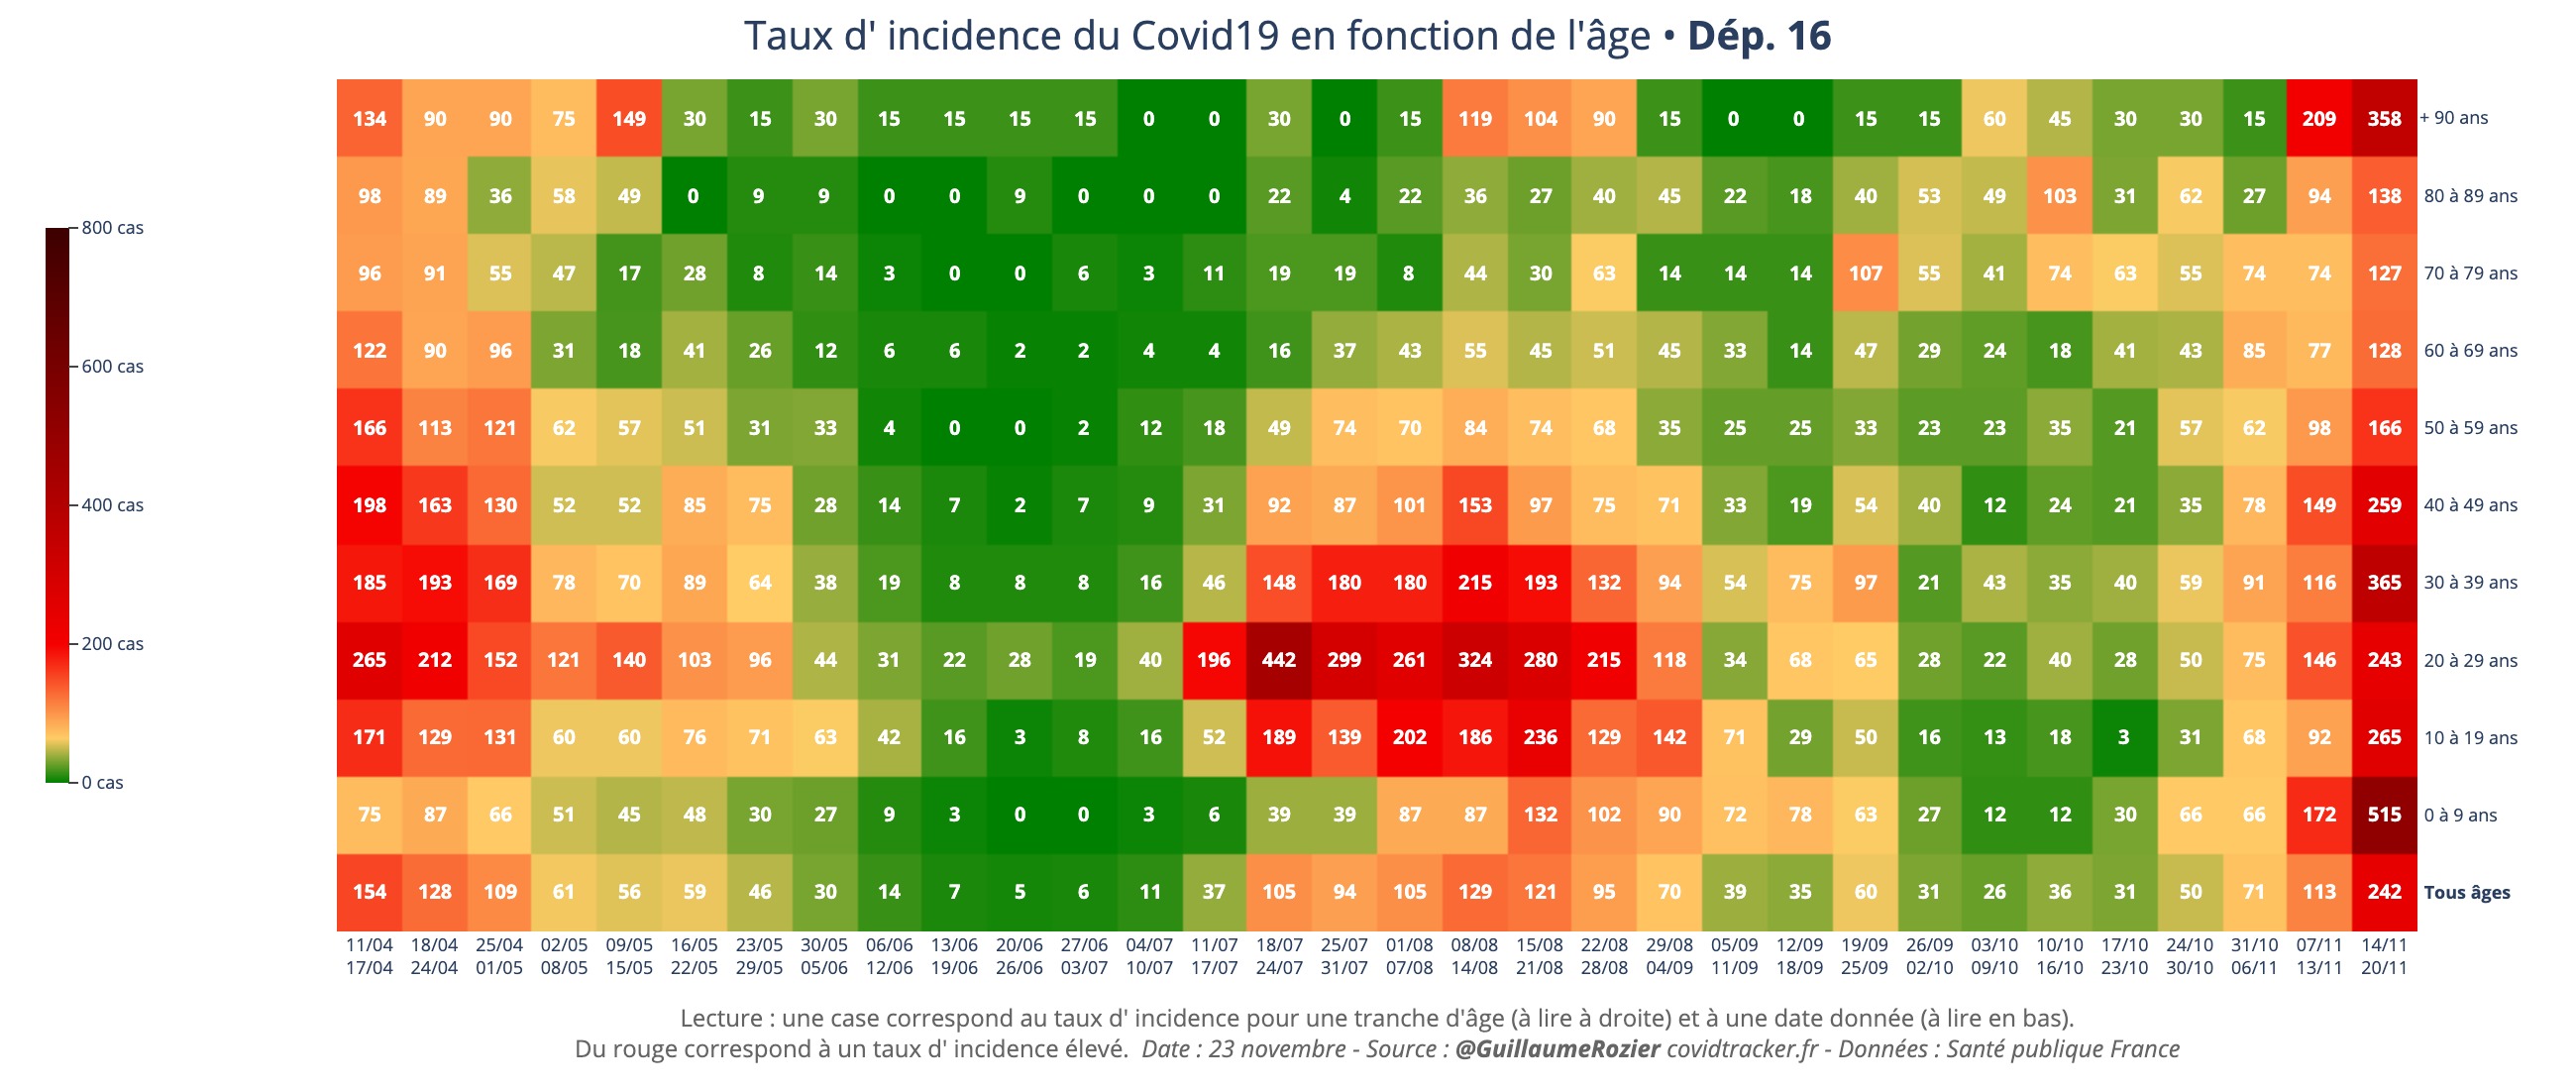 Taux d' incidence du Covid19 en fonction de l'âge • Dép. 16
800 cas
600 cas
400 cas
200 cas
0 cas
134 90 90 75 149 30 15 30 15 15 15 15 0 0 30 0 15 119 104 90 15 0 0 15 15 60 45 30 30 15 209 358 + 90 ans
98 89 36 58 49 0 9 9 0 0 9 0 0 0 22 4 22 36 27 40 45 22 18 40 53 49 103 31 62 27 94 138 80 à 89 ans
96 91 55 47 17 28 8 14 3 0 0 6 3 11 19 19 8 44 30 63 14 14 14 107 55 41 74 63 55 74 74 127 70 à 79 ans
122 90 96 31 18 41 26 12 6 6 2 2 4 4 16 37 43 55 45 51 45 33 14 47 29 24 18 41 43 85 77 128 60 à 69 ans
166 113 121 62 57 51 31 33 4 0 0 2 12 18 49 74 70 84 74 68 35 25 25 33 23 23 35 21 57 62 98 166 50 à 59 ans
198 163 130 52 52 85 75 28 14 7 2 7 9 31 92 87 101 153 97 75 71 33 19 54 40 12 24 21 35 78 149 259 40 à 49 ans
185 193 169 78 70 89 64 38 19 8 8 8 16 46 148 180 180 215 193 132 94 54 75 97 21 43 35 40 59 91 116 365 30 à 39 ans
265 212 152 121 140 103 96 44 31 22 28 19 40 196 442 299 261 324 280 215 118 34 68 65 28 22 40 28 50 75 146 243 20 à 29 ans
171 129 131 60 60 76 71 63 42 16 3 8 16 52 189 139 202 186 236 129 142 71 29 50 16 13 18 3 31 68 92 265 10 à 19 ans
75 87 66 51 45 48 30 27 9 3 0 0 3 6 39 39 87 87 132 102 90 72 78 63 27 12 12 30 66 66 172 515 0 à 9 ans
154 128 109 61 56 59 46 30 14 7 5 6 11 37 105 94 105 129 121 95 70 39 35 60 31 26 36 31 50 71 113 242 Tous âges
11/04 18/04 25/04 02/05 09/05 16/05 23/05 30/05 06/06 13/06 20/06 27/06 04/07 11/07 18/07 25/07 01/08 08/08 15/08 22/08 29/08 05/09 12/09 19/09 26/09 03/10 10/10 17/10 24/10 31/10 07/11 14/11
17/04 24/04 01/05 08/05 15/05 22/05 29/05 05/06 12/06 19/06 26/06 03/07 10/07 17/07 24/07 31/07 07/08 14/08 21/08 28/08 04/09 11/09 18/09 25/09 02/10 09/10 16/10 23/10 30/10 06/11 13/11 20/11
Lecture : une case correspond au taux d' incidence pour une tranche d'âge (à lire à droite) et à une date donnée (à lire en bas).
Du rouge correspond à un taux d' incidence élevé. Date : 23 novembre - Source : @GuillaumeRozier covidtracker.fr - Données : Santé publique France